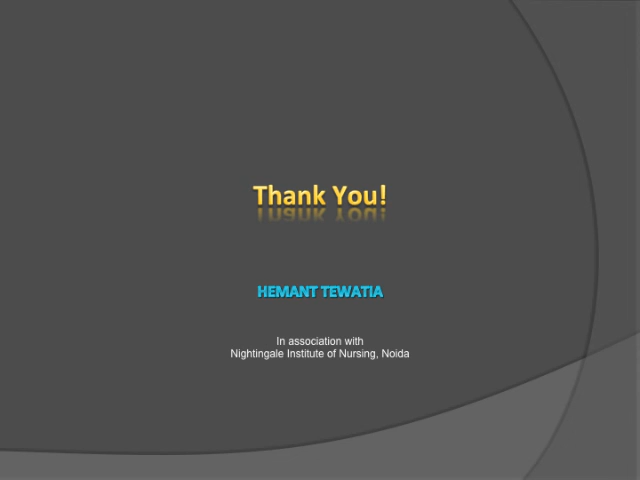 Thank You!
HEMANT TEWATIA
In association with
Nightingale Institute of Nursing, Noida